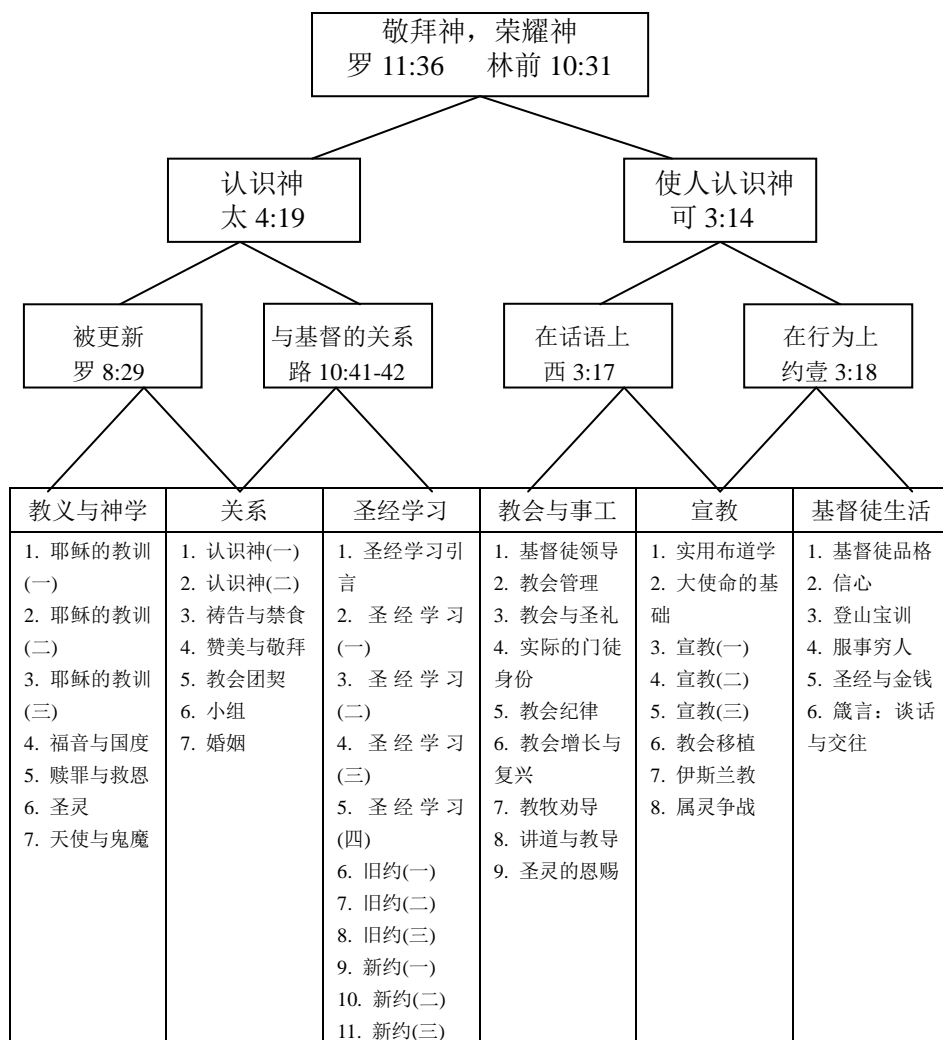 敬拜神，荣耀神
罗 11:36 林前 10:31
认识神
太 4:19
使人认识神
可 3:14
被更新
罗 8:29
与基督的关系
路 10:41-42
在话语上
西 3:17
在行为上
约壹 3:18
教义与神学
1. 耶稣的教训
(一)
2. 耶稣的教训
(二)
3. 耶稣的教训
(三)
4. 福音与国度
5. 赎罪与救恩
6. 圣灵
7. 天使与鬼魔
关系
1. 认识神(一)
2. 认识神(二)
3. 祷告与禁食
4. 赞美与敬拜
5. 教会团契
6. 小组
7. 婚姻
圣经学习
1. 圣经学习引
言
2. 圣经学习
(一)
3. 圣经学习
(二)
4. 圣经学习
(三)
5. 圣经学习
(四)
6. 旧约(一)
7. 旧约(二)
8. 旧约(三)
9. 新约(一)
10. 新约(二)
11. 新约(三)
教会与事工
1. 基督徒领导
2. 教会管理
3. 教会与圣礼
4. 实际的门徒
身份
5. 教会纪律
6. 教会增长与
复兴
7. 教牧劝导
8. 讲道与教导
9. 圣灵的恩赐
宣教
1. 实用布道学
2. 大使命的基
础
3. 宣教(一)
4. 宣教(二)
5. 宣教(三)
6. 教会移植
7. 伊斯兰教
8. 属灵争战
基督徒生活
1. 基督徒品格
2. 信心
3. 登山宝训
4. 服事穷人
5. 圣经与金钱
6. 箴言：谈话
与交往